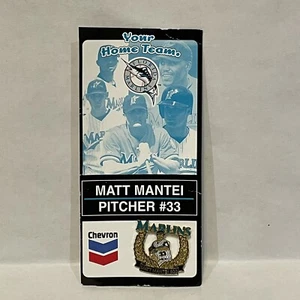 Your
Home Team.
MATT MANTEI
PITCHER #33
Chevron
MARLINS